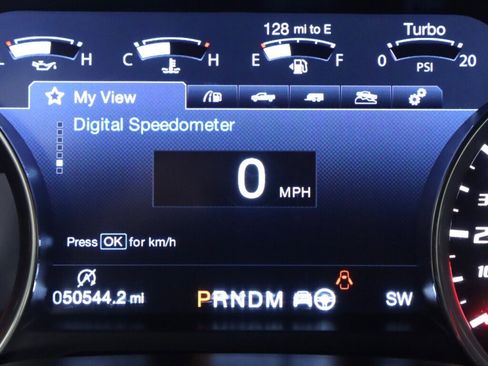 128 mi to E Turbo
L H C H E F 0 PSI 20
My View
Digital Speedometer
0 MPH
Press OK for km/h
050544.2 mi PRNDM SW